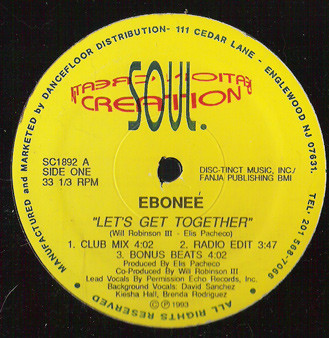 MANUFACTURED and MARKETED by DANCEFLOOR DISTRIBUTION- 111 CEDAR LANE - ENGLEWOOD NJ 07631.
CREATION
SOUL.
SC1892 A
SIDE ONE
33 1/3 RPM
DISC-TINCT MUSIC, INC./
FANJA PUBLISHING BMI
EBONEÉ
"LET'S GET TOGETHER"
(Will Robinson III - Elis Pacheco)
1. CLUB MIX 4:02 2. RADIO EDIT 3:47
3. BONUS BEATS 4:02
Produced By Elis Pacheco
Co-Produced By Will Robinson III
Lead Vocals By Permission Echo Records, Inc.
Background Vocals: David Sanchez
Kiesha Hall, Brenda Rodriguez
© ℗ 1993
ALL RIGHTS RESERVED
TEL. 201 568-7066